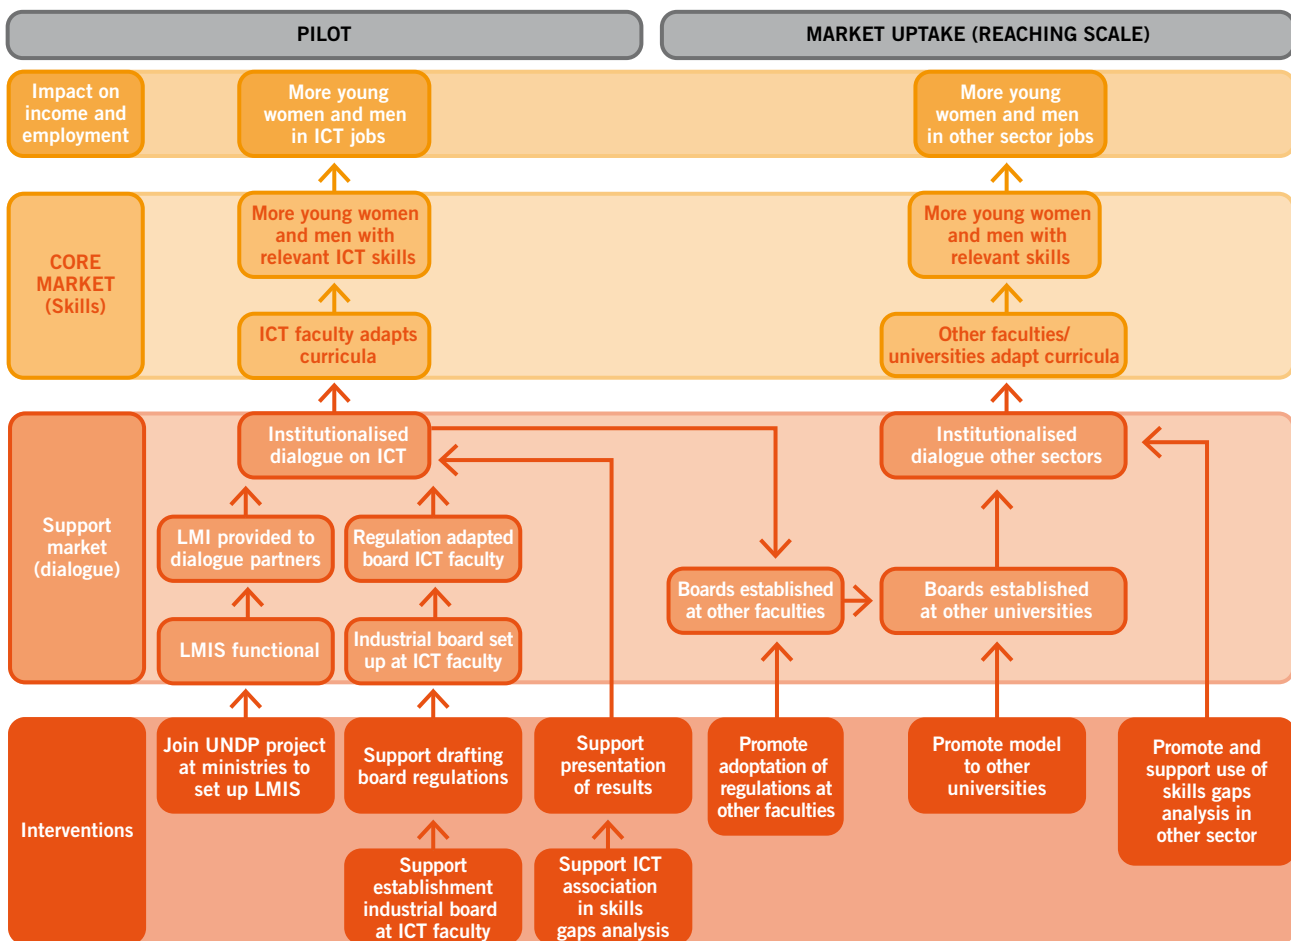 PILOT
MARKET UPTAKE (REACHING SCALE)
Impact on
income and
employment
More young
women and men
in ICT jobs
More young
women and men
in other sector jobs
CORE
MARKET
(Skills)
More young women
and men with
relevant ICT skills
More young
women and men with
relevant skills
ICT faculty adapts
curricula
Other faculties/
universities adapt curricula
Support
market
(dialogue)
Institutionalised
dialogue on ICT
Institutionalised
dialogue other sectors
LMI provided to
dialogue partners
Regulation adapted
board ICT faculty
Boards established
at other faculties
Boards established
at other universities
LMIS functional
Industrial board set
up at ICT faculty
Interventions
Join UNDP project
at ministries to
set up LMIS
Support drafting
board regulations
Support
presentation
of results
Promote
adoptation of
regulations at
other faculties
Promote model
to other
universities
Promote and
support use of
skills gaps
analysis in
other sector
Support
establishment
industrial board
at ICT faculty
Support ICT
association
in skills
gaps analysis